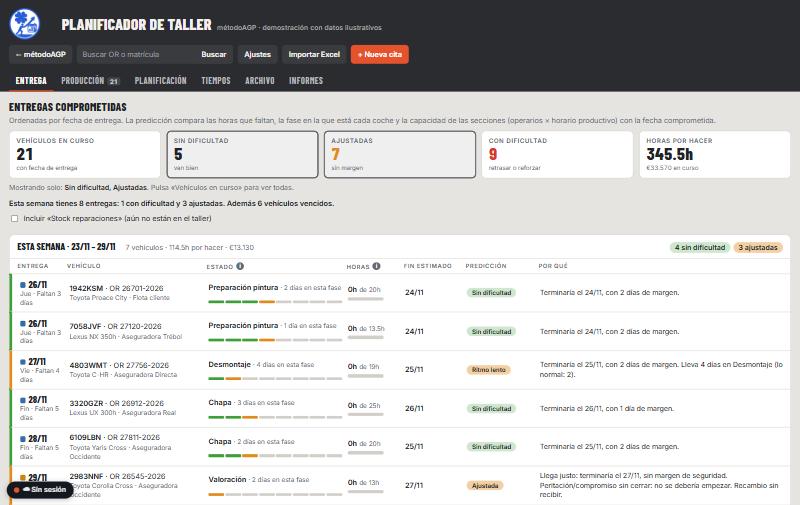 PLANIFICADOR DE TALLER métodoAGP · demostración con datos ilustrativos
← métodoAGP Buscar OR o matrícula Buscar Ajustes Importar Excel + Nueva cita
ENTREGA PRODUCCIÓN 21 PLANIFICACIÓN TIEMPOS ARCHIVO INFORMES
ENTREGAS COMPROMETIDAS
Ordenadas por fecha de entrega. La predicción compara las horas que faltan, la fase en la que está cada coche y la capacidad de las secciones (operarios × horario productivo) con la fecha comprometida.
VEHÍCULOS EN CURSO
21
con fecha de entrega
SIN DIFICULTAD
5
van bien
AJUSTADAS
7
sin margen
CON DIFICULTAD
9
retrasar o reforzar
HORAS POR HACER
345.5h
€33.570 en curso
Mostrando solo: Sin dificultad, Ajustadas. Pulsa «Vehículos en curso» para ver todas.
Esta semana tienes 8 entregas: 1 con dificultad y 3 ajustadas. Además 6 vehículos vencidos.
Incluir «Stock reparaciones» (aún no están en el taller)
ESTA SEMANA · 23/11 – 29/11 7 vehículos · 114.5h por hacer · €13.130 4 sin dificultad 3 ajustadas
ENTREGA VEHÍCULO ESTADO i HORAS i FIN ESTIMADO PREDICCIÓN POR QUÉ
26/11
Jue · Faltan 3
días
1942KSM · OR 26701-2026
Toyota Proace City · Flota cliente
Preparación pintura · 2 días en esta fase
0h de 20h
24/11
Sin dificultad
Terminaría el 24/11, con 2 días de margen.
26/11
Jue · Faltan 3
días
7058JVF · OR 27120-2026
Lexus NX 350h · Aseguradora Trébol
Preparación pintura · 1 día en esta fase
0h de 13.5h
24/11
Sin dificultad
Terminaría el 24/11, con 2 días de margen.
27/11
Vie · Faltan 4
días
4803WMT · OR 27756-2026
Toyota C-HR · Aseguradora Directa
Desmontaje · 4 días en esta fase
0h de 19h
25/11
Ritmo lento
Terminaría el 25/11, con 2 días de margen. Lleva 4 días en Desmontaje (lo
normal: 2).
28/11
Fin · Faltan 5
días
3320GZR · OR 26912-2026
Lexus UX 300h · Aseguradora Real
Chapa · 3 días en esta fase
0h de 25h
26/11
Sin dificultad
Terminaría el 26/11, con 1 día de margen.
28/11
Fin · Faltan 5
días
6109LBN · OR 27811-2026
Toyota Yaris Cross · Aseguradora
Occidente
Chapa · 2 días en esta fase
0h de 20h
25/11
Sin dificultad
Terminaría el 25/11, con 2 días de margen.
29/11
2983NNF · OR 26545-2026
Toyota Corolla Cross · Aseguradora
Occidente
Valoración · 2 días en esta fase
0h de 13h
27/11
Ajustada
Llega justo: terminaría el 27/11, sin margen de seguridad.
Peritación/compromiso sin cerrar: no se debería empezar. Recambio sin
recibir.
Sin sesión